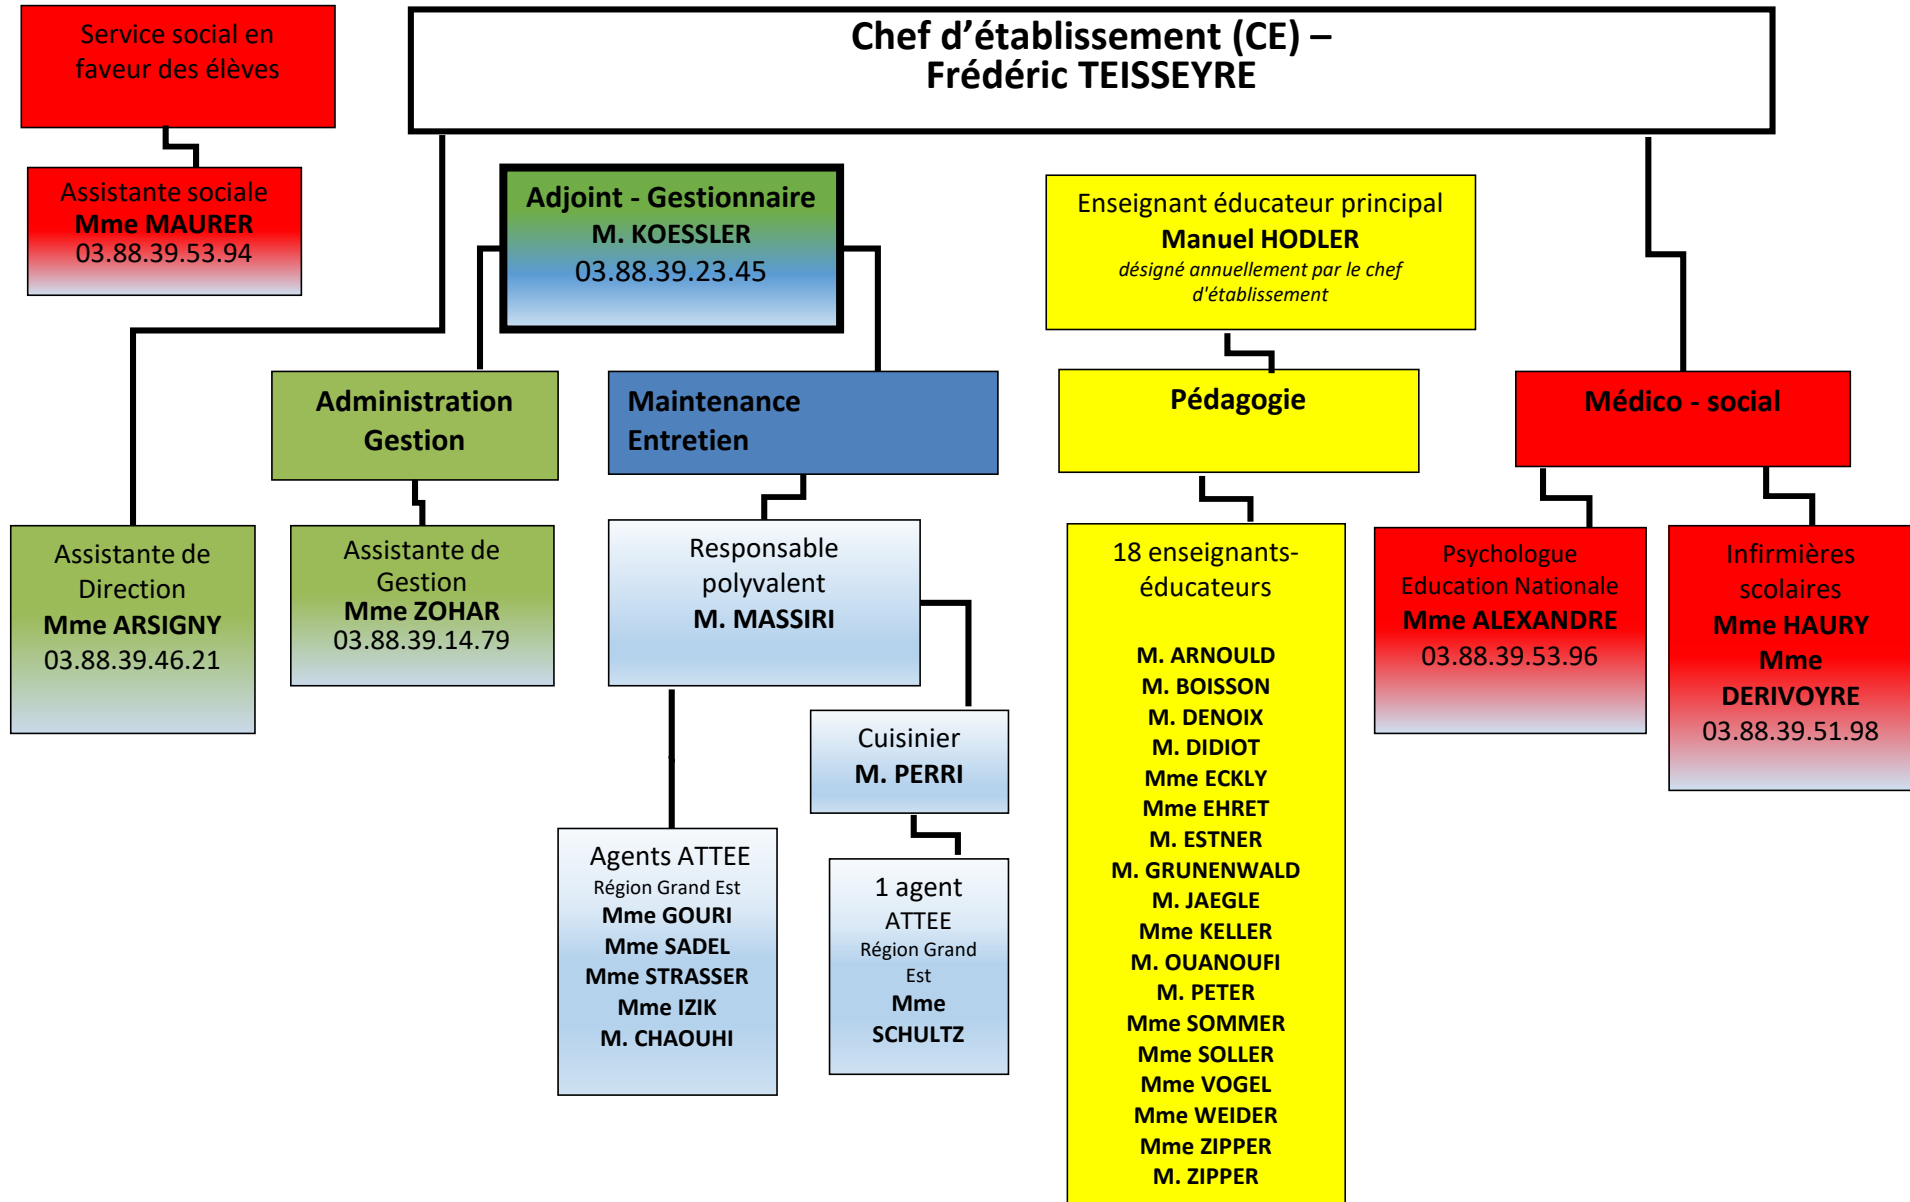 Service social en
faveur des élèves
Chef d’établissement (CE) –
Frédéric TEISSEYRE
Assistante sociale
Mme MAURER
03.88.39.53.94
Adjoint - Gestionnaire
M. KOESSLER
03.88.39.23.45
Enseignant éducateur principal
Manuel HODLER
désigné annuellement par le chef
d'établissement
Administration
Gestion
Maintenance
Entretien
Pédagogie
Médico - social
Assistante de
Direction
Mme ARSIGNY
03.88.39.46.21
Assistante de
Gestion
Mme ZOHAR
03.88.39.14.79
Responsable
polyvalent
M. MASSIRI
Cuisinier
M. PERRI
Agents ATTEE
Région Grand Est
Mme GOURI
Mme SADEL
Mme STRASSER
Mme IZIK
M. CHAOUHI
1 agent
ATTEE
Région Grand
Est
Mme
SCHULTZ
18 enseignants-
éducateurs
M. ARNOULD
M. BOISSON
M. DENOIX
M. DIDIOT
Mme ECKLY
Mme EHRET
M. ESTNER
M. GRUNENWALD
M. JAEGLE
Mme KELLER
M. OUANOUFI
M. PETER
Mme SOMMER
Mme SOLLER
Mme VOGEL
Mme WEIDER
Mme ZIPPER
M. ZIPPER
Psychologue
Education Nationale
Mme ALEXANDRE
03.88.39.53.96
Infirmières
scolaires
Mme HAURY
Mme
DERIVOYRE
03.88.39.51.98